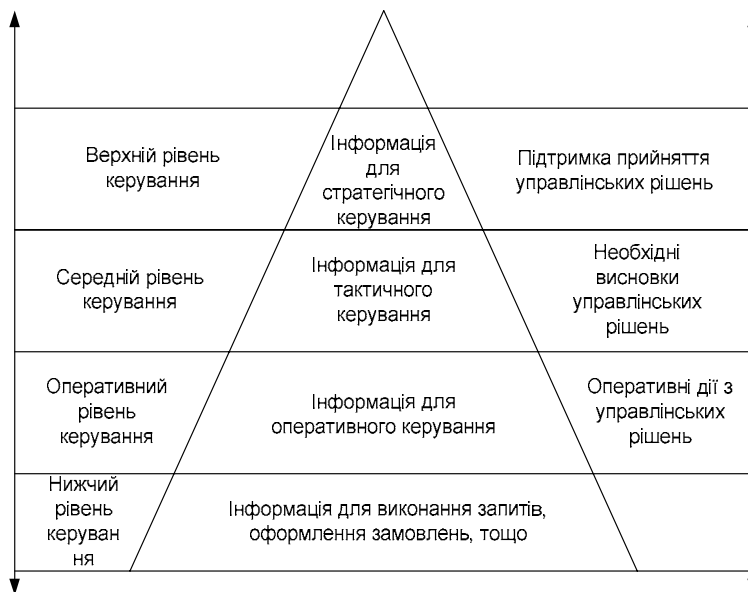 Верхній рівень
керування
Інформація
для
стратегічного
керування
Підтримка прийняття
управлінських рішень
Середній рівень
керування
Інформація для
тактичного
керування
Необхідні
висновки
управлінських
рішень
Оперативний
рівень
керування
Інформація для
оперативного керування
Оперативні дії з
управлінських
рішень
Нижчий
рівень
керуван
ня
Інформація для виконання запитів,
оформлення замовлень, тощо